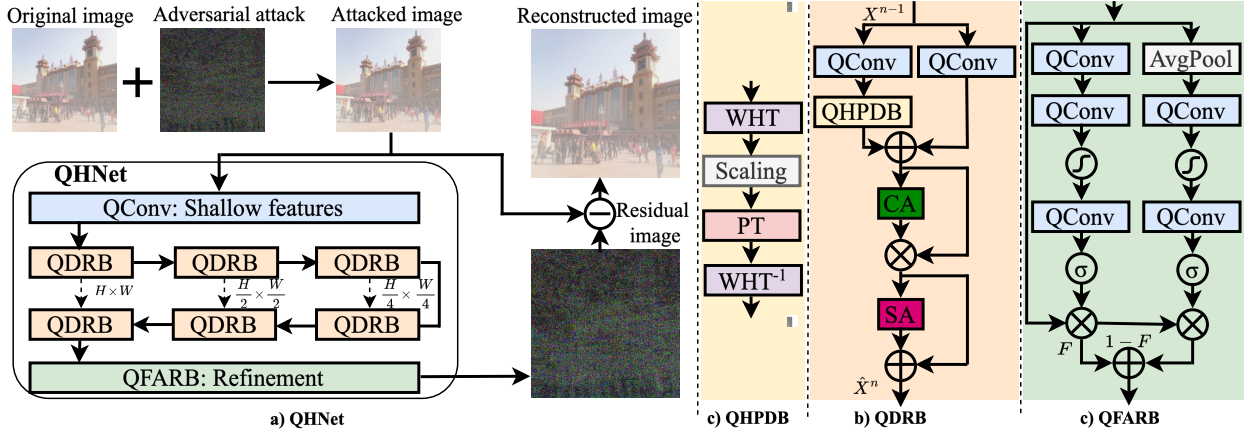 Original image
Adversarial attack
Attacked image
Reconstructed image
QHNet
QConv: Shallow features
QDRB
QDRB
QDRB
H×W
H/2 × W/2
H/4 × W/4
QDRB
QDRB
QDRB
QFARB: Refinement
Residual
image
a) QHNet
WHT
Scaling
PT
WHT⁻¹
c) QHPDB
Xⁿ⁻¹
QConv
QConv
QHPDB
CA
SA
X̂ⁿ
b) QDRB
QConv
AvgPool
QConv
QConv
QConv
QConv
σ
σ
F
1 − F
c) QFARB